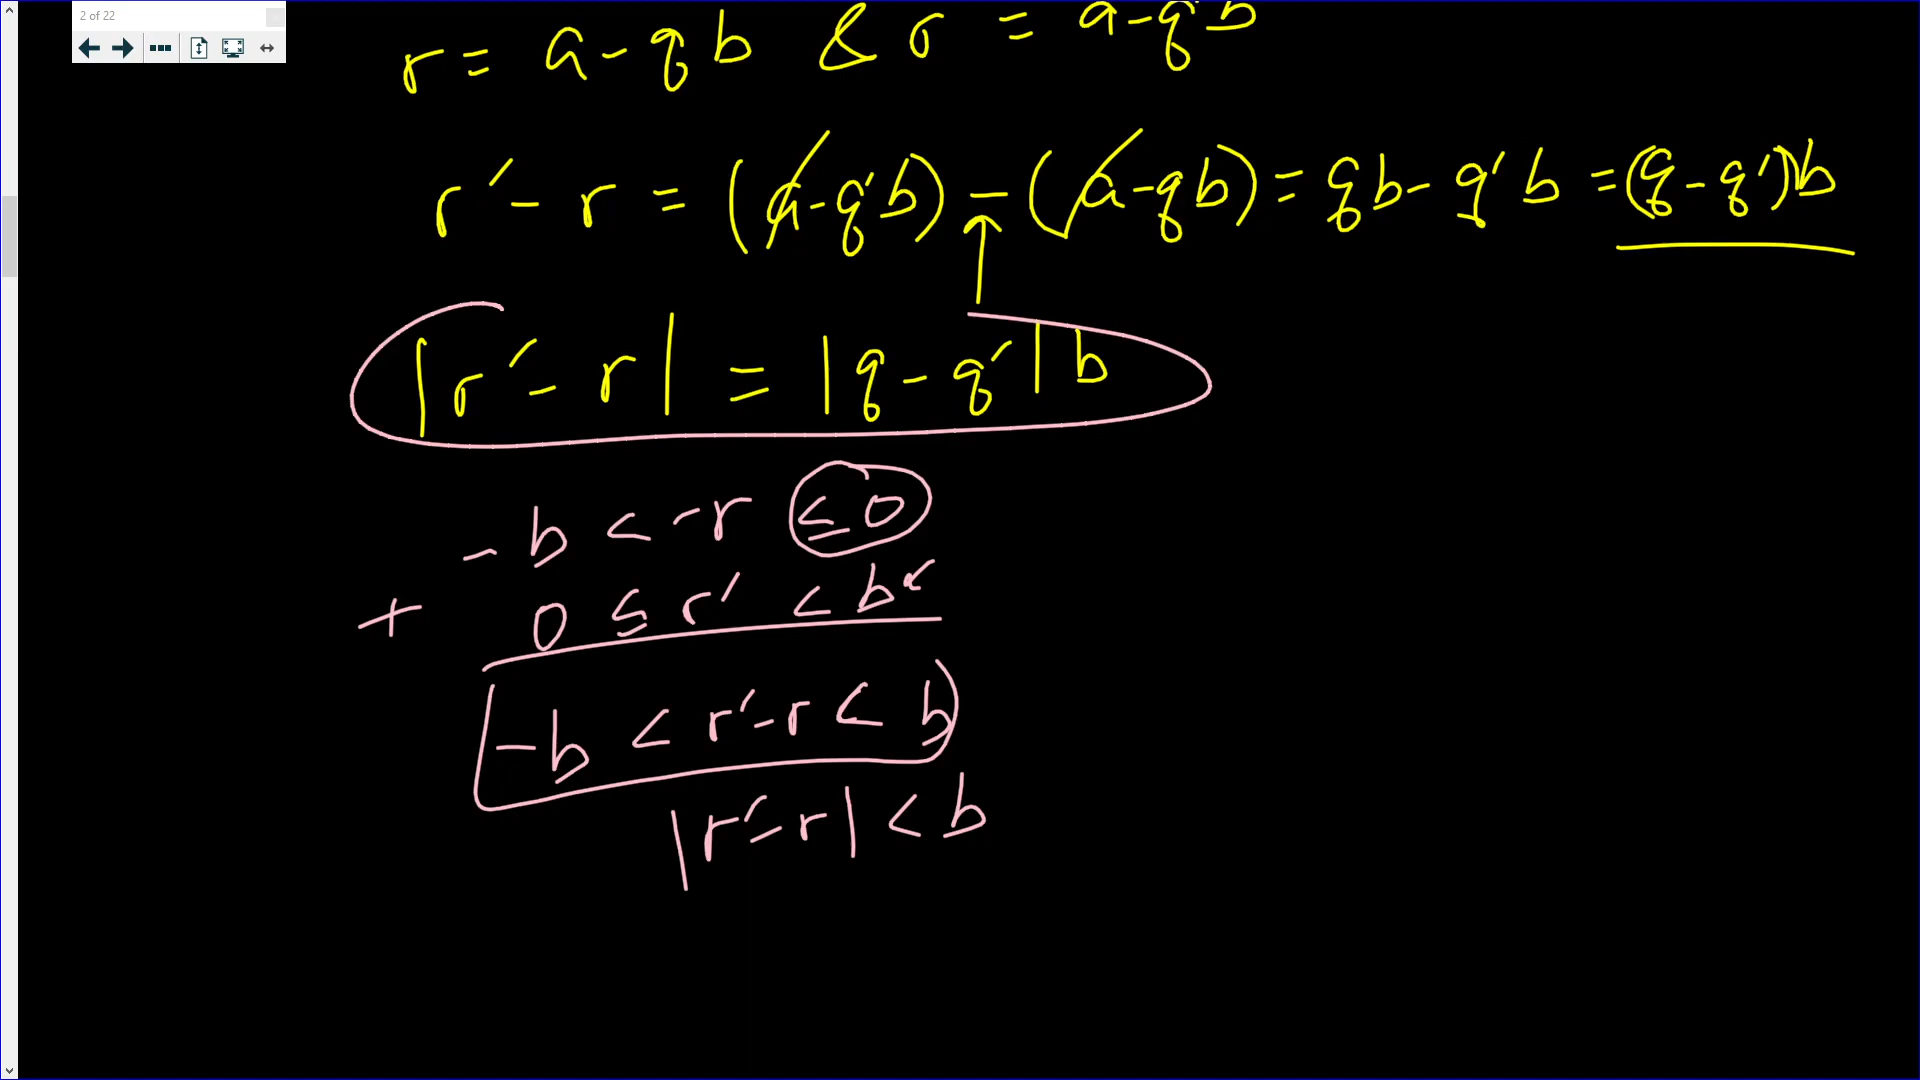 2 of 22
r = a - qb & r = a - q'b
r' - r = (a - q'b) - (a - qb) = qb - q'b = (q - q')b
|r' - r| = |q - q'| b
-b < -r ≤ 0
+ 0 ≤ r' < b
-b < r' - r < b
|r' - r| < b